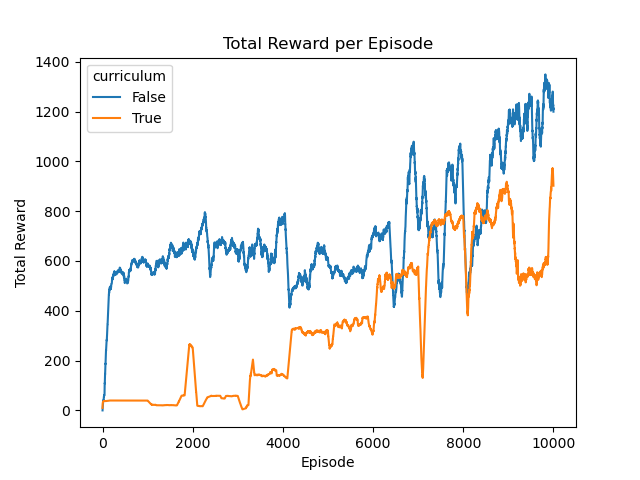 Total Reward per Episode
curriculum
False
True
Total Reward
1400
1200
1000
800
600
400
200
0
0 2000 4000 6000 8000 10000
Episode